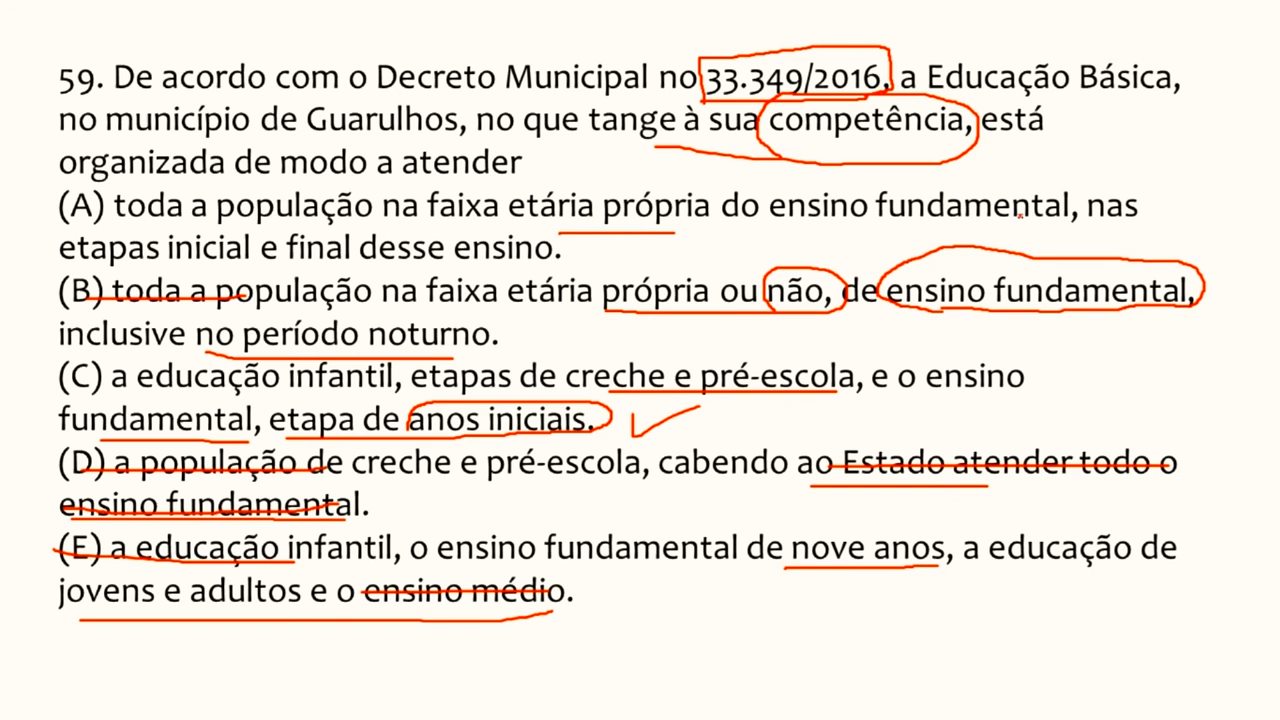 59. De acordo com o Decreto Municipal no 33.349/2016, a Educação Básica,
no município de Guarulhos, no que tange à sua competência, está
organizada de modo a atender
(A) toda a população na faixa etária própria do ensino fundamental, nas
etapas inicial e final desse ensino.
(B) toda a população na faixa etária própria ou não, de ensino fundamental,
inclusive no período noturno.
(C) a educação infantil, etapas de creche e pré-escola, e o ensino
fundamental, etapa de anos iniciais.
(D) a população de creche e pré-escola, cabendo ao Estado atender todo o
ensino fundamental.
(E) a educação infantil, o ensino fundamental de nove anos, a educação de
jovens e adultos e o ensino médio.